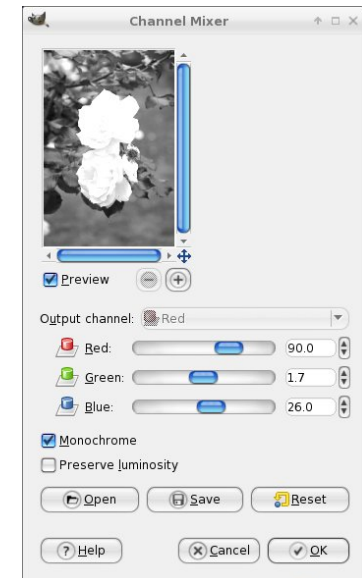 Channel Mixer
Preview
Output channel: Red
Red: 90.0
Green: 1.7
Blue: 26.0
Monochrome
Preserve luminosity
Open Save Reset
Help Cancel OK